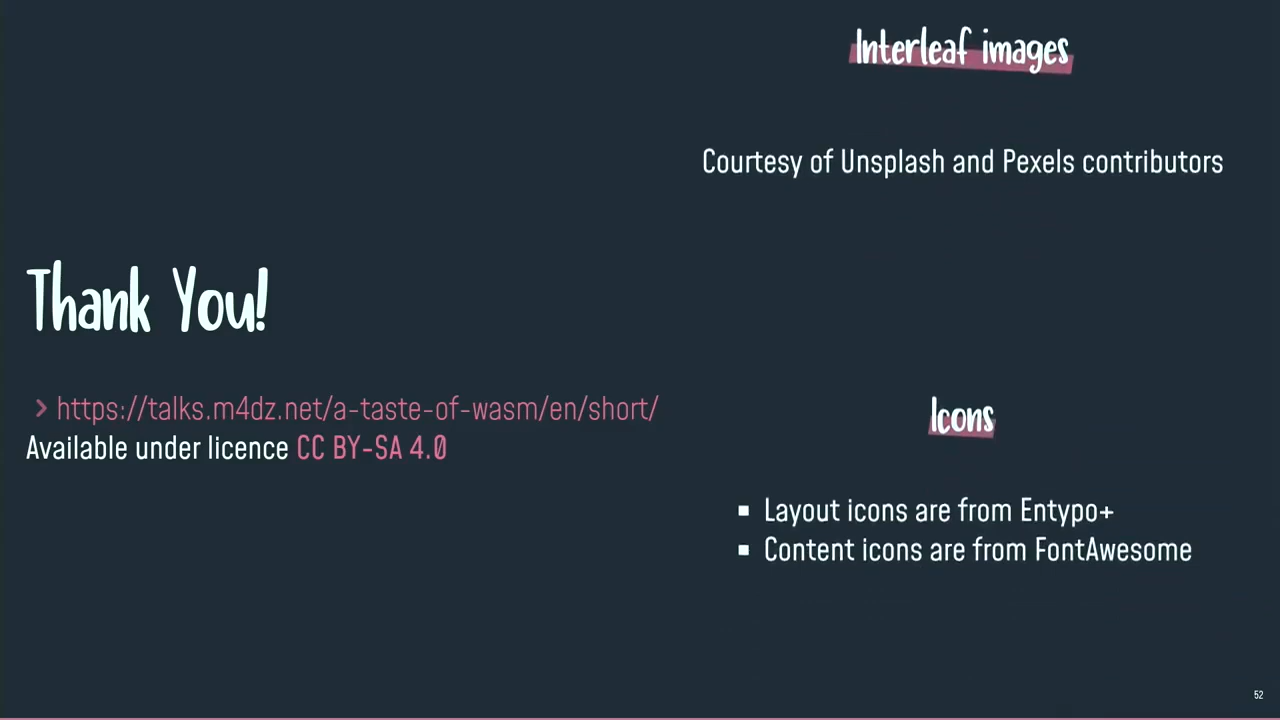 Thank You!
https://talks.m4dz.net/a-taste-of-wasm/en/short/
Available under licence CC BY-SA 4.0
Interleaf images
Courtesy of Unsplash and Pexels contributors
Icons
Layout icons are from Entypo+
Content icons are from FontAwesome
52